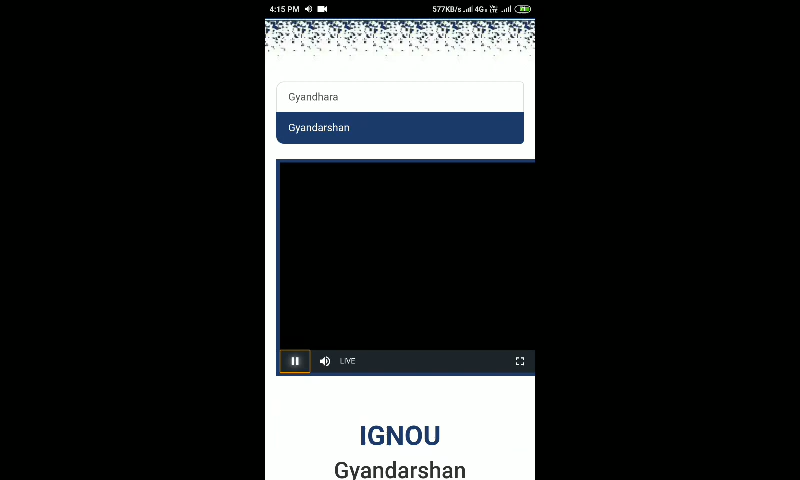 4:15 PM 577KB/s 4G
Gyandhara
Gyandarshan
LIVE
IGNOU
Gyandarshan